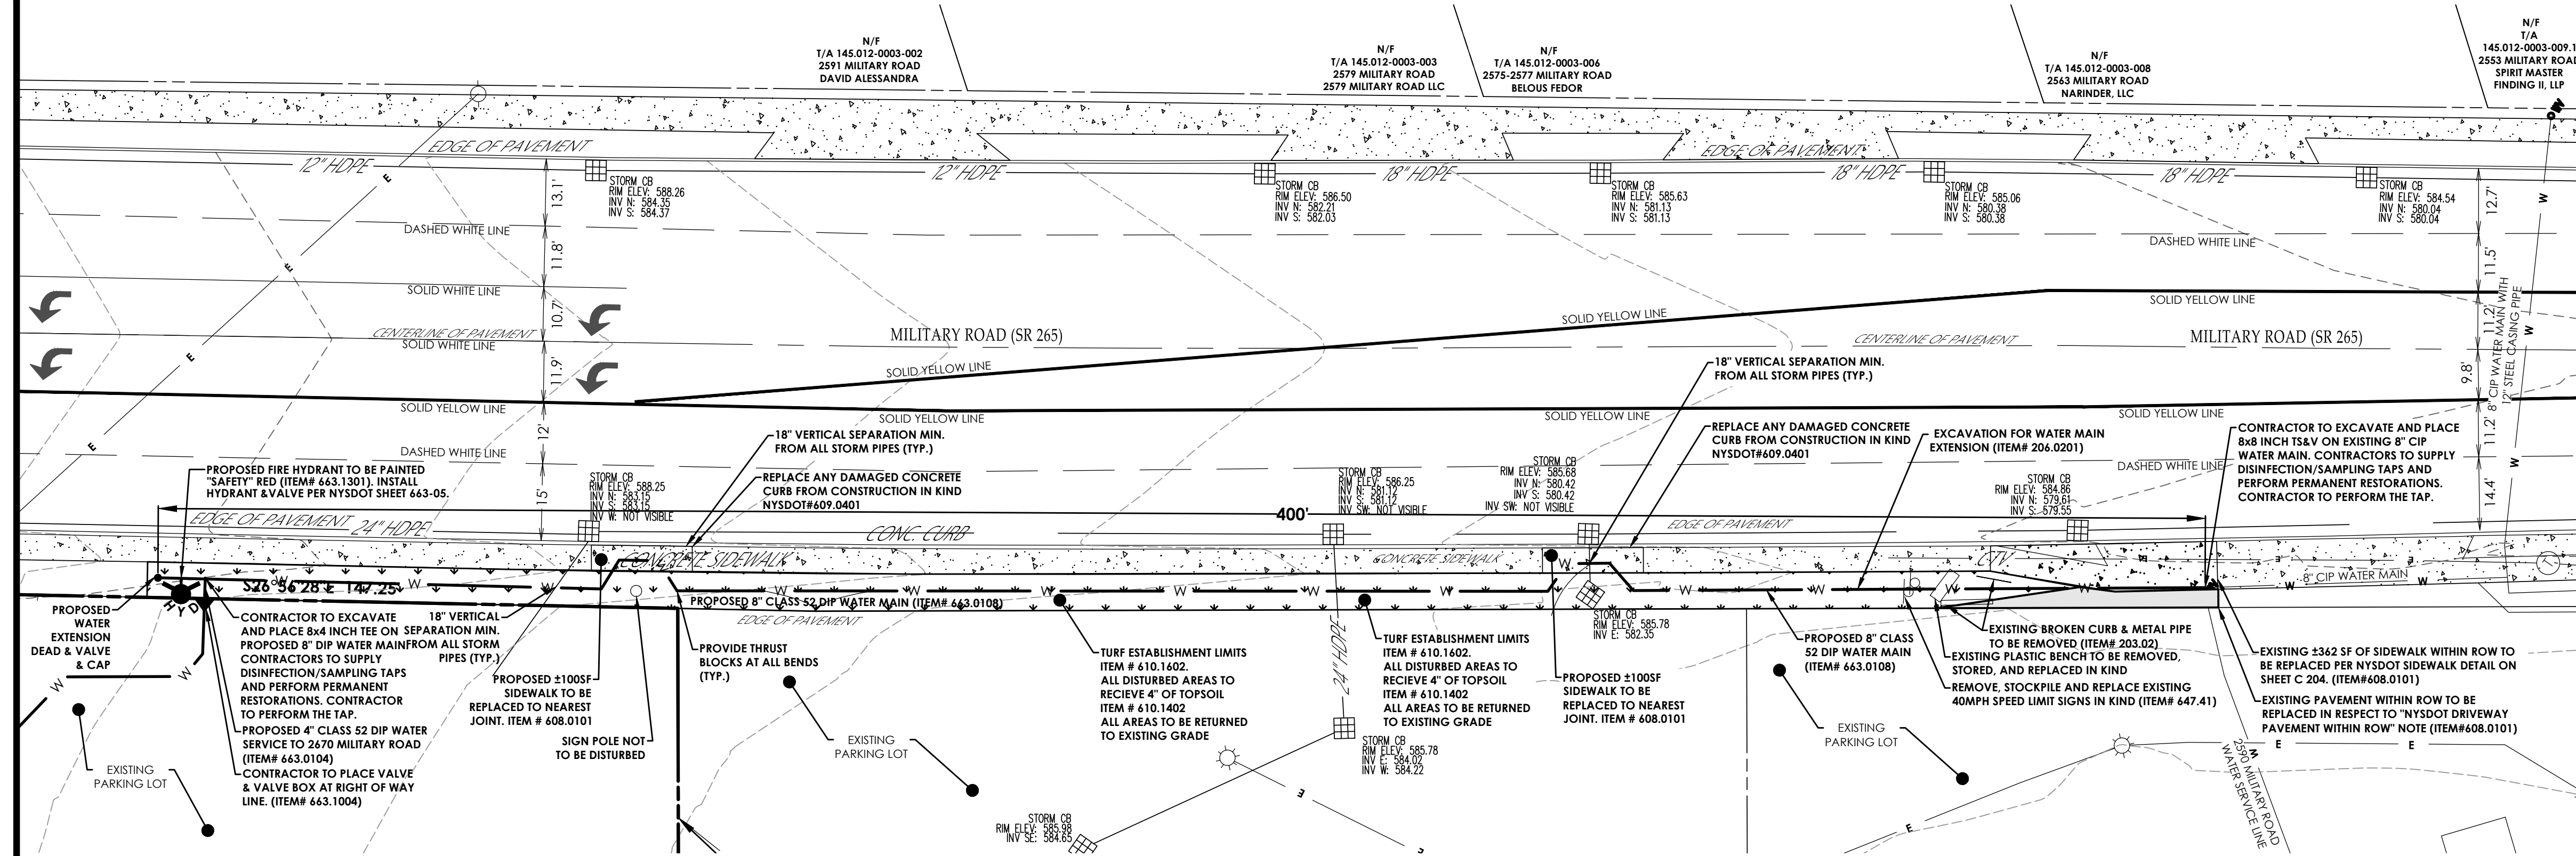 N/F
T/A 145.012-0003-002
2591 MILITARY ROAD
DAVID ALESSANDRA
N/F
T/A 145.012-0003-003
2579 MILITARY ROAD
2579 MILITARY ROAD LLC
N/F
T/A 145.012-0003-006
2575-2577 MILITARY ROAD
BELOUS FEDOR
N/F
T/A 145.012-0003-008
2563 MILITARY ROAD
NARINDER, LLC
N/F
T/A
145.012-0003-009.1
2553 MILITARY ROAD
SPIRIT MASTER
FINDING II, LLP
EDGE OF PAVEMENT
EDGE OF PAVEMENT
12" HDPE
12" HDPE
18" HDPE
18" HDPE
18" HDPE
STORM CB
RIM ELEV: 588.26
INV N: 584.35
INV S: 584.37
STORM CB
RIM ELEV: 586.50
INV N: 582.21
INV S: 582.03
STORM CB
RIM ELEV: 585.63
INV N: 581.13
INV S: 581.13
STORM CB
RIM ELEV: 585.06
INV N: 580.38
INV S: 580.38
STORM CB
RIM ELEV: 584.54
INV N: 580.04
INV S: 580.04
13.1'
11.8'
10.7'
11.9'
12'
15'
12.7'
11.5'
11.2'
9.8'
11.2'
14.4'
8" CIP WATER MAIN WITH
12" STEEL CASING PIPE
W
W
W
W
E
E
E
E
DASHED WHITE LINE
DASHED WHITE LINE
SOLID WHITE LINE
CENTERLINE OF PAVEMENT
SOLID WHITE LINE
MILITARY ROAD (SR 265)
SOLID YELLOW LINE
SOLID YELLOW LINE
CENTERLINE OF PAVEMENT
MILITARY ROAD (SR 265)
SOLID YELLOW LINE
SOLID YELLOW LINE
SOLID YELLOW LINE
SOLID YELLOW LINE
SOLID YELLOW LINE
DASHED WHITE LINE
DASHED WHITE LINE
PROPOSED FIRE HYDRANT TO BE PAINTED
"SAFETY" RED (ITEM# 663.1301). INSTALL
HYDRANT &VALVE PER NYSDOT SHEET 663-05.
18" VERTICAL SEPARATION MIN.
FROM ALL STORM PIPES (TYP.)
REPLACE ANY DAMAGED CONCRETE
CURB FROM CONSTRUCTION IN KIND
NYSDOT#609.0401
18" VERTICAL SEPARATION MIN.
FROM ALL STORM PIPES (TYP.)
REPLACE ANY DAMAGED CONCRETE
CURB FROM CONSTRUCTION IN KIND
NYSDOT#609.0401
EXCAVATION FOR WATER MAIN
EXTENSION (ITEM# 206.0201)
CONTRACTOR TO EXCAVATE AND PLACE
8x8 INCH TS&V ON EXISTING 8" CIP
WATER MAIN. CONTRACTORS TO SUPPLY
DISINFECTION/SAMPLING TAPS AND
PERFORM PERMANENT RESTORATIONS.
CONTRACTOR TO PERFORM THE TAP.
STORM CB
RIM ELEV: 588.25
INV N: 583.15
INV S: 583.15
INV W: NOT VISIBLE
STORM CB
RIM ELEV: 586.25
INV N: 581.12
INV S: 581.12
INV SW: NOT VISIBLE
STORM CB
RIM ELEV: 585.68
INV N: 580.42
INV S: 580.42
INV SW: NOT VISIBLE
STORM CB
RIM ELEV: 584.86
INV N: 579.61
INV S: 579.55
400'
EDGE OF PAVEMENT
24" HDPE
CONC. CURB
EDGE OF PAVEMENT
CONCRETE SIDEWALK
CONCRETE SIDEWALK
CTV
S26°56'28"E 147.25'
HYD
8" CIP WATER MAIN
PROPOSED 8" CLASS 52 DIP WATER MAIN (ITEM# 663.0108)
EDGE OF PAVEMENT
PROPOSED
WATER
EXTENSION
DEAD & VALVE
& CAP
CONTRACTOR TO EXCAVATE
AND PLACE 8x4 INCH TEE ON
PROPOSED 8" DIP WATER MAIN
CONTRACTORS TO SUPPLY
DISINFECTION/SAMPLING TAPS
AND PERFORM PERMANENT
RESTORATIONS. CONTRACTOR
TO PERFORM THE TAP.
PROPOSED 4" CLASS 52 DIP WATER
SERVICE TO 2670 MILITARY ROAD
(ITEM# 663.0104)
CONTRACTOR TO PLACE VALVE
& VALVE BOX AT RIGHT OF WAY
LINE. (ITEM# 663.1004)
18" VERTICAL
SEPARATION MIN.
FROM ALL STORM
PIPES (TYP.)
PROPOSED ±100SF
SIDEWALK TO BE
REPLACED TO NEAREST
JOINT. ITEM # 608.0101
SIGN POLE NOT
TO BE DISTURBED
PROVIDE THRUST
BLOCKS AT ALL BENDS
(TYP.)
EXISTING
PARKING LOT
EXISTING
PARKING LOT
TURF ESTABLISHMENT LIMITS
ITEM # 610.1602.
ALL DISTURBED AREAS TO
RECIEVE 4" OF TOPSOIL
ITEM # 610.1402
ALL AREAS TO BE RETURNED
TO EXISTING GRADE
24" HDPE
TURF ESTABLISHMENT LIMITS
ITEM # 610.1602.
ALL DISTURBED AREAS TO
RECIEVE 4" OF TOPSOIL
ITEM # 610.1402
ALL AREAS TO BE RETURNED
TO EXISTING GRADE
STORM CB
RIM ELEV: 585.78
INV E: 584.02
INV W: 584.22
STORM CB
RIM ELEV: 585.98
INV SE: 584.65
STORM CB
RIM ELEV: 585.78
INV E: 582.35
PROPOSED ±100SF
SIDEWALK TO BE
REPLACED TO NEAREST
JOINT. ITEM # 608.0101
PROPOSED 8" CLASS
52 DIP WATER MAIN
(ITEM# 663.0108)
EXISTING
PARKING LOT
EXISTING BROKEN CURB & METAL PIPE
TO BE REMOVED (ITEM# 203.02)
EXISTING PLASTIC BENCH TO BE REMOVED,
STORED, AND REPLACED IN KIND
REMOVE, STOCKPILE AND REPLACE EXISTING
40MPH SPEED LIMIT SIGNS IN KIND (ITEM# 647.41)
EXISTING ±362 SF OF SIDEWALK WITHIN ROW TO
BE REPLACED PER NYSDOT SIDEWALK DETAIL ON
SHEET C 204. (ITEM#608.0101)
EXISTING PAVEMENT WITHIN ROW TO BE
REPLACED IN RESPECT TO "NYSDOT DRIVEWAY
PAVEMENT WITHIN ROW" NOTE (ITEM#608.0101)
2590 MILITARY ROAD
WATER SERVICE LINE
W
E
E
E
E
E